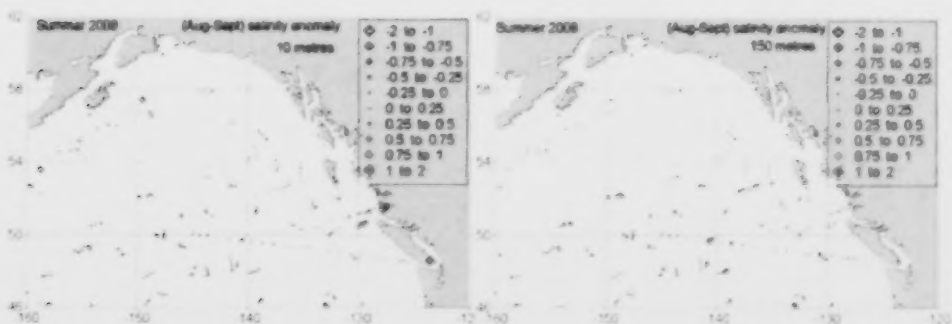 Summer 2008 (Aug-Sept) salinity anomaly
10 metres
-2 to -1
-1 to -0.75
-0.75 to -0.5
-0.5 to -0.25
-0.25 to 0
0 to 0.25
0.25 to 0.5
0.5 to 0.75
0.75 to 1
1 to 2
62
58
54
50
46
-160 -150 -140 -130
Summer 2008 (Aug-Sept) salinity anomaly
150 metres
-2 to -1
-1 to -0.75
-0.75 to -0.5
-0.5 to -0.25
-0.25 to 0
0 to 0.25
0.25 to 0.5
0.5 to 0.75
0.75 to 1
1 to 2
-150 -140 -130